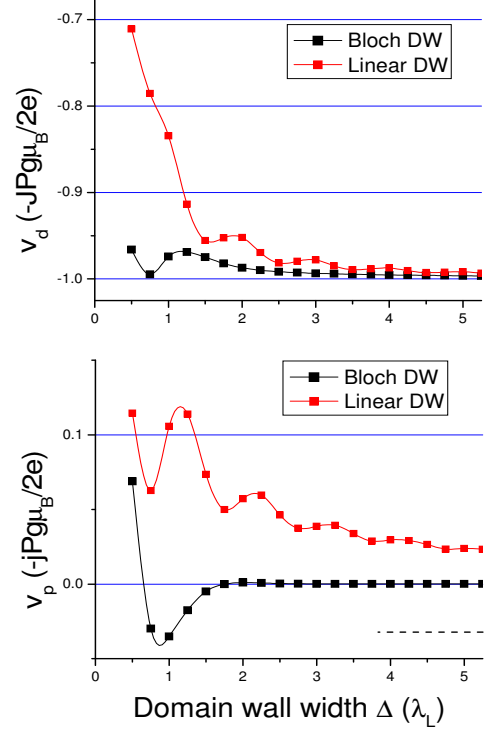 -0.7
-0.8
-0.9
-1.0
v_d (-JPgμ_B/2e)
Bloch DW
Linear DW
0 1 2 3 4 5
0.1
0.0
v_p (-jPgμ_B/2e)
Bloch DW
Linear DW
0 1 2 3 4 5
Domain wall width Δ (λ_L)